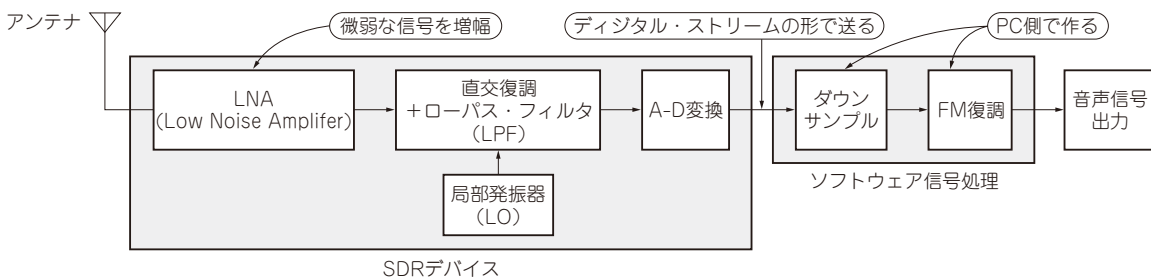 アンテナ
微弱な信号を増幅
ディジタル・ストリームの形で送る
PC側で作る
LNA
(Low Noise Amplifer)
直交復調
+ローパス・フィルタ
(LPF)
A-D変換
ダウン
サンプル
FM復調
音声信号
出力
局部発振器
(LO)
ソフトウェア信号処理
SDRデバイス